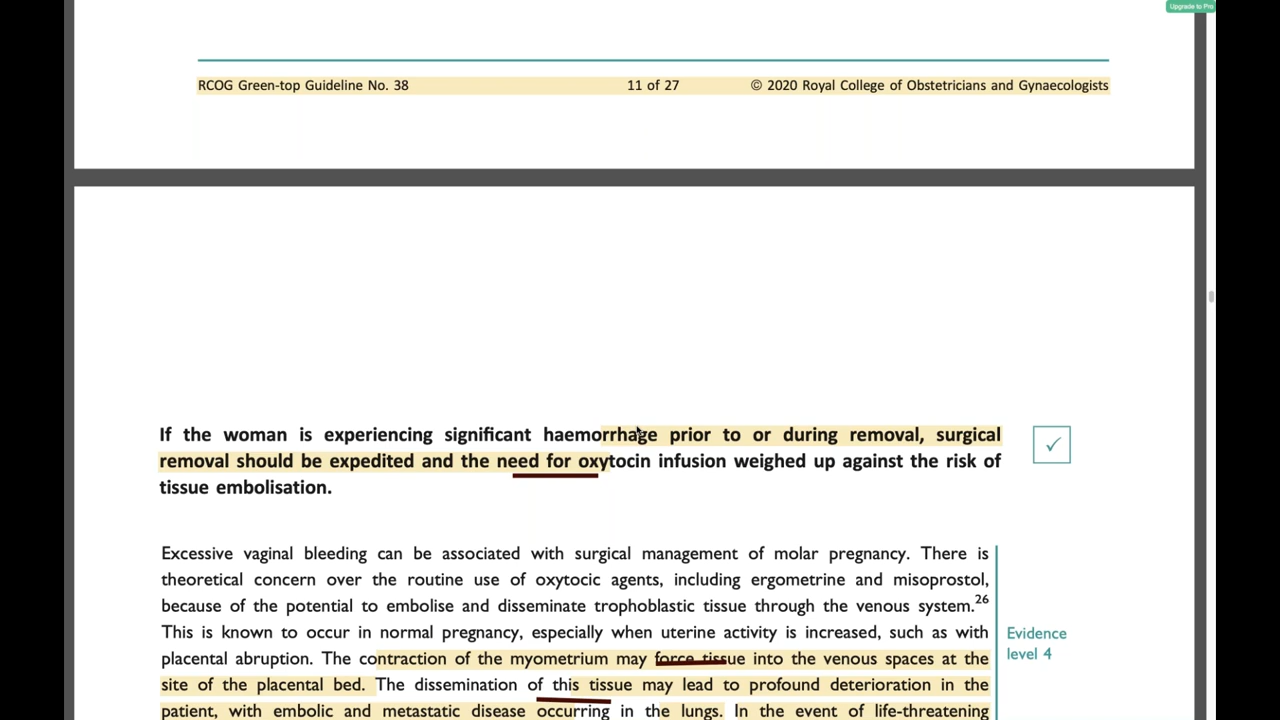 Upgrade to Pro
RCOG Green-top Guideline No. 38 11 of 27 © 2020 Royal College of Obstetricians and Gynaecologists
If the woman is experiencing significant haemorrhage prior to or during removal, surgical
removal should be expedited and the need for oxytocin infusion weighed up against the risk of
tissue embolisation.
✓
Excessive vaginal bleeding can be associated with surgical management of molar pregnancy. There is
theoretical concern over the routine use of oxytocic agents, including ergometrine and misoprostol,
because of the potential to embolise and disseminate trophoblastic tissue through the venous system.26
This is known to occur in normal pregnancy, especially when uterine activity is increased, such as with
placental abruption. The contraction of the myometrium may force tissue into the venous spaces at the
site of the placental bed. The dissemination of this tissue may lead to profound deterioration in the
patient, with embolic and metastatic disease occurring in the lungs. In the event of life-threatening
Evidence
level 4